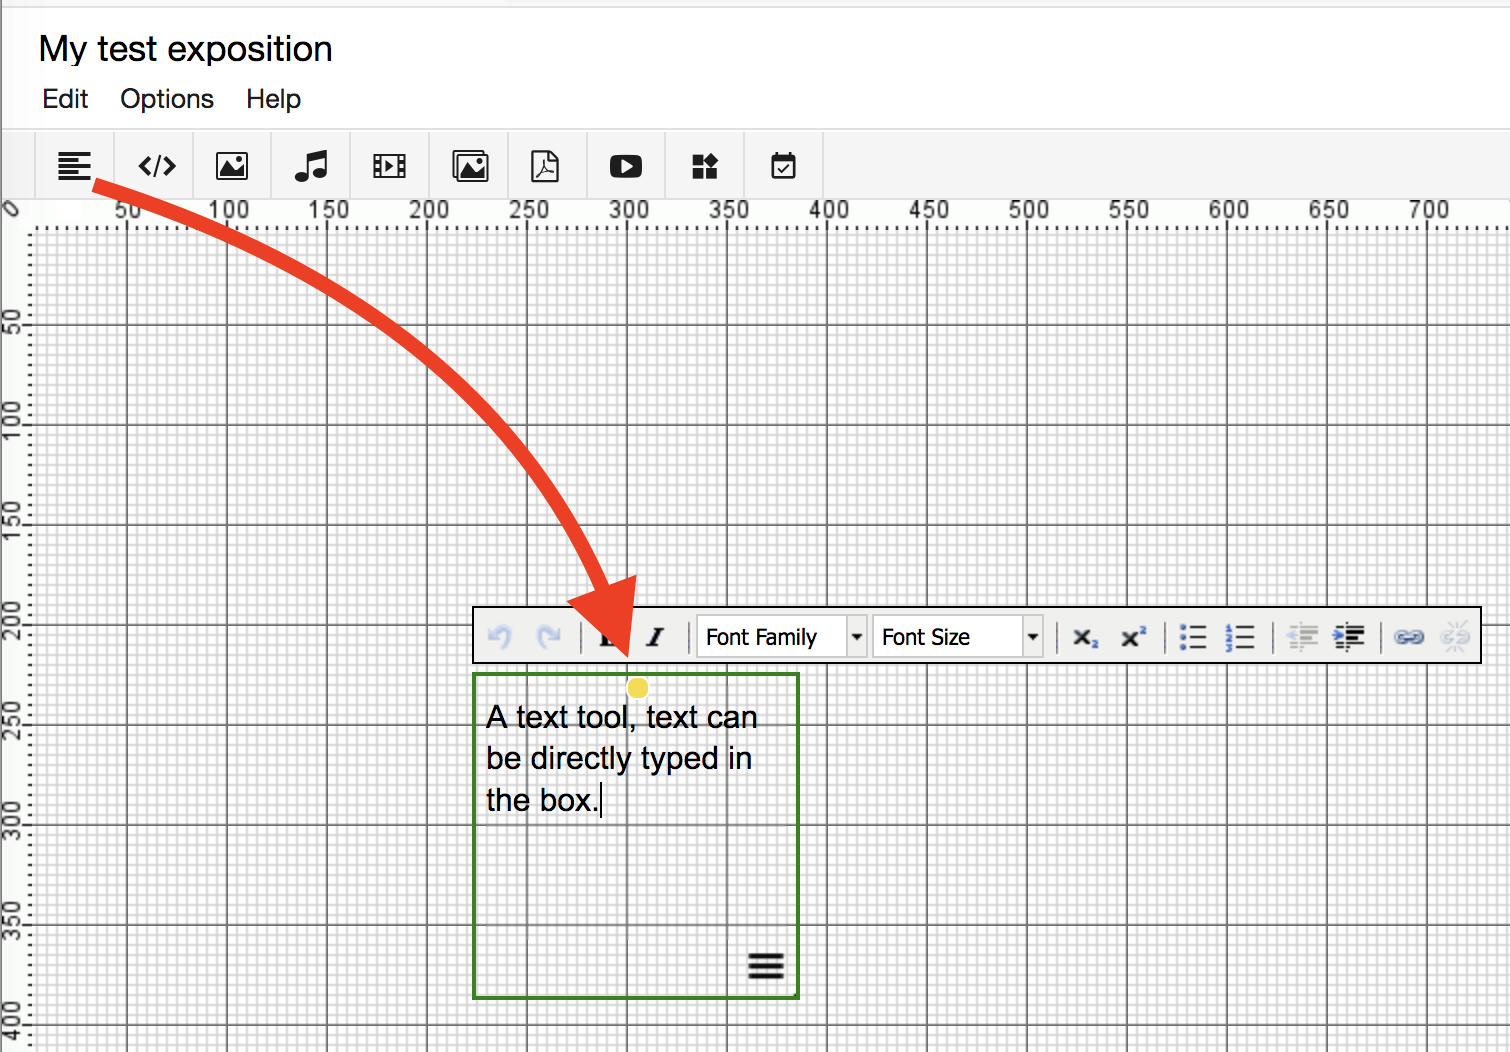 My test exposition
Edit Options Help
0 50 100 150 200 250 300 350 400 450 500 550 600 650 700
50
100
150
200
250
300
350
400
I Font Family Font Size x₂ x²
A text tool, text can
be directly typed in
the box.